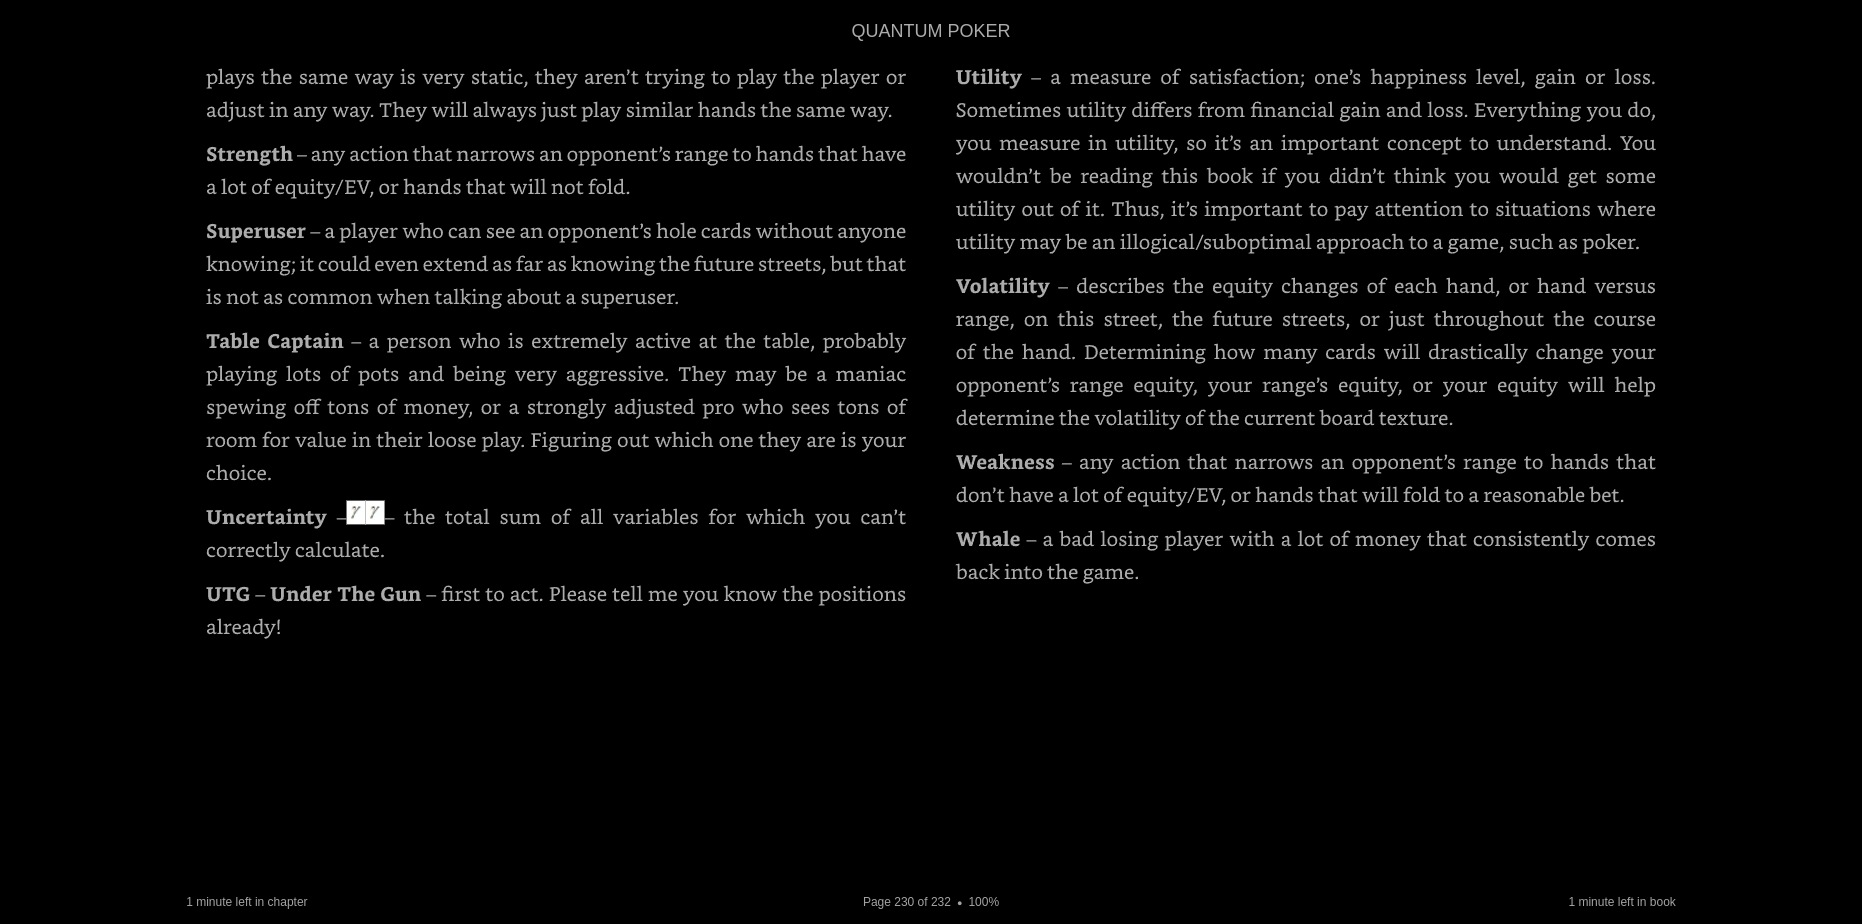 QUANTUM POKER
plays the same way is very static, they aren’t trying to play the player or
adjust in any way. They will always just play similar hands the same way.
Strength – any action that narrows an opponent’s range to hands that have
a lot of equity/EV, or hands that will not fold.
Superuser – a player who can see an opponent’s hole cards without anyone
knowing; it could even extend as far as knowing the future streets, but that
is not as common when talking about a superuser.
Table Captain – a person who is extremely active at the table, probably
playing lots of pots and being very aggressive. They may be a maniac
spewing off tons of money, or a strongly adjusted pro who sees tons of
room for value in their loose play. Figuring out which one they are is your
choice.
Uncertainty –γγ– the total sum of all variables for which you can’t
correctly calculate.
UTG – Under The Gun – first to act. Please tell me you know the positions
already!
Utility – a measure of satisfaction; one’s happiness level, gain or loss.
Sometimes utility differs from financial gain and loss. Everything you do,
you measure in utility, so it’s an important concept to understand. You
wouldn’t be reading this book if you didn’t think you would get some
utility out of it. Thus, it’s important to pay attention to situations where
utility may be an illogical/suboptimal approach to a game, such as poker.
Volatility – describes the equity changes of each hand, or hand versus
range, on this street, the future streets, or just throughout the course
of the hand. Determining how many cards will drastically change your
opponent’s range equity, your range’s equity, or your equity will help
determine the volatility of the current board texture.
Weakness – any action that narrows an opponent’s range to hands that
don’t have a lot of equity/EV, or hands that will fold to a reasonable bet.
Whale – a bad losing player with a lot of money that consistently comes
back into the game.
1 minute left in chapter
Page 230 of 232 • 100%
1 minute left in book